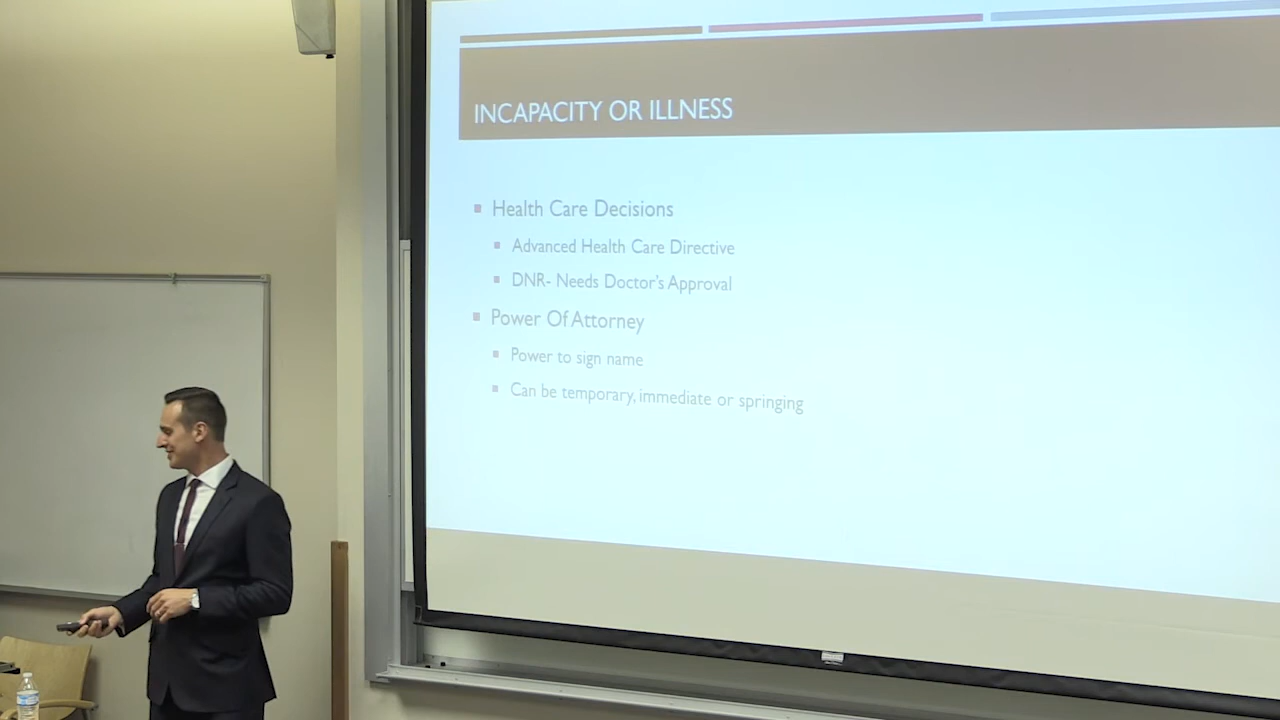 INCAPACITY OR ILLNESS
Health Care Decisions
Advanced Health Care Directive
DNR- Needs Doctor's Approval
Power Of Attorney
Power to sign name
Can be temporary, immediate or springing